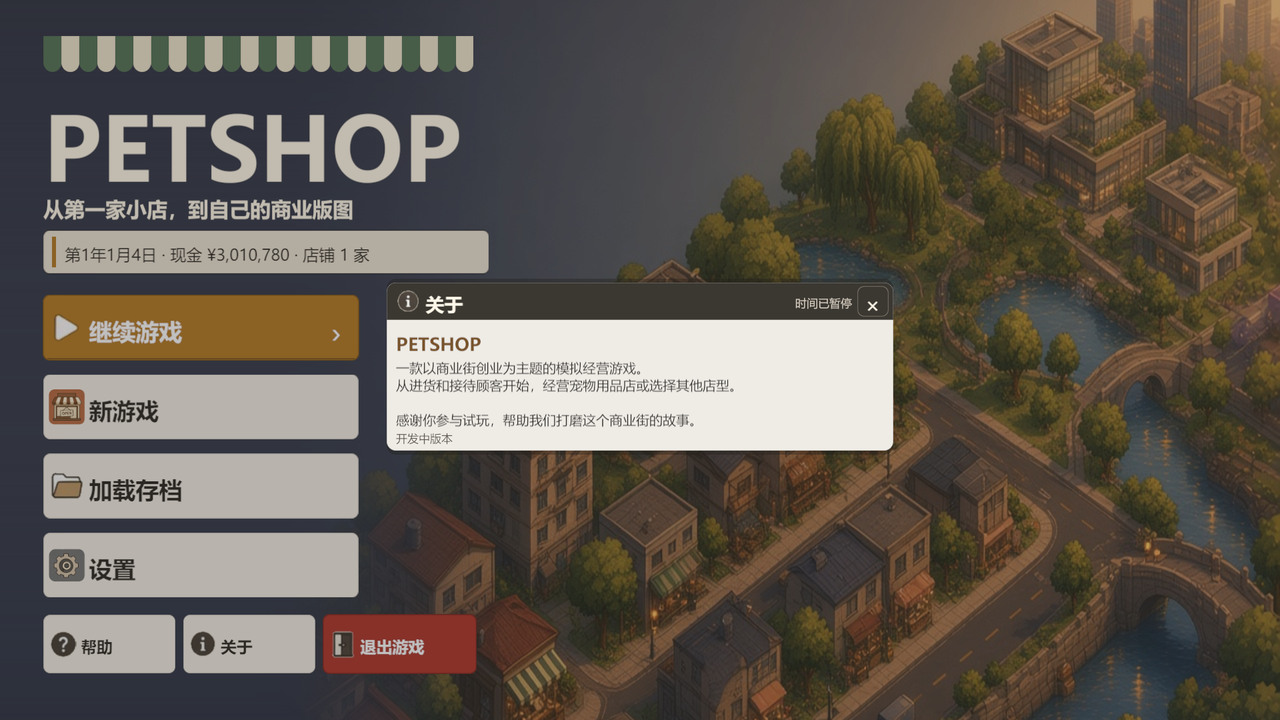 PETSHOP
从第一家小店，到自己的商业版图
第1年1月4日 · 现金 ¥3,010,780 · 店铺 1 家
继续游戏
新游戏
加载存档
设置
帮助
关于
退出游戏
关于
时间已暂停
PETSHOP
一款以商业街创业为主题的模拟经营游戏。
从进货和接待顾客开始，经营宠物用品店或选择其他店型。
感谢你参与试玩，帮助我们打磨这个商业街的故事。
开发中版本